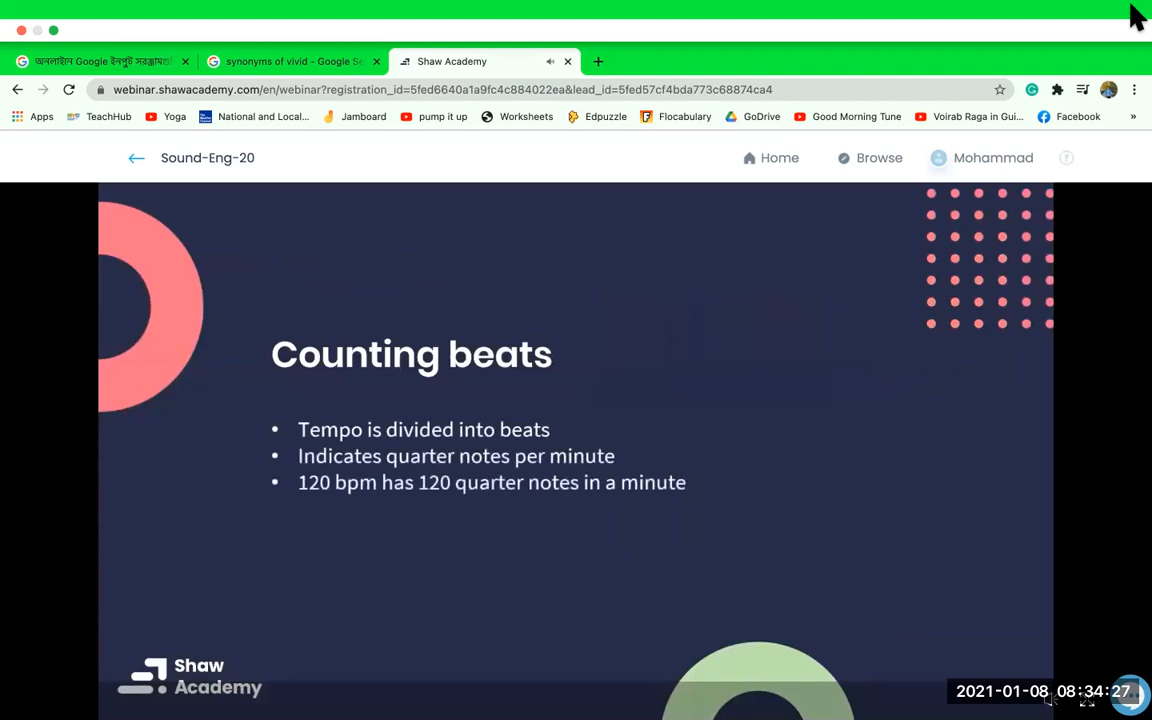 অনলাইনে Google ইনপুট সরঞ্জামগু
synonyms of vivid - Google Se
Shaw Academy
webinar.shawacademy.com/en/webinar?registration_id=5fed6640a1a9fc4c884022ea&lead_id=5fed57cf4bda773c68874ca4
Apps TeachHub Yoga National and Local... Jamboard pump it up Worksheets Edpuzzle Flocabulary GoDrive Good Morning Tune Voirab Raga in Gui... Facebook »
Sound-Eng-20 Home Browse Mohammad ?
Counting beats
• Tempo is divided into beats
• Indicates quarter notes per minute
• 120 bpm has 120 quarter notes in a minute
Shaw
Academy
2021-01-08 08:34:27